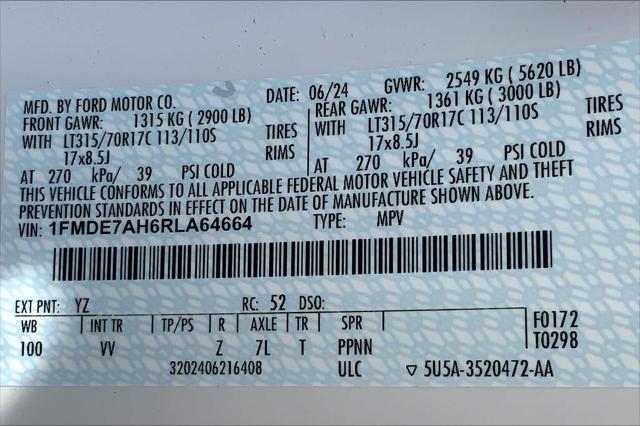 MFD. BY FORD MOTOR CO. DATE: 06/24 GVWR: 2549 KG ( 5620 LB)
FRONT GAWR: 1315 KG ( 2900 LB) REAR GAWR: 1361 KG ( 3000 LB)
WITH LT315/70R17C 113/110S TIRES WITH LT315/70R17C 113/110S TIRES
17x8.5J RIMS 17x8.5J RIMS
AT 270 kPa/ 39 PSI COLD AT 270 kPa/ 39 PSI COLD
THIS VEHICLE CONFORMS TO ALL APPLICABLE FEDERAL MOTOR VEHICLE SAFETY AND THEFT
PREVENTION STANDARDS IN EFFECT ON THE DATE OF MANUFACTURE SHOWN ABOVE.
VIN: 1FMDE7AH6RLA64664 TYPE: MPV
EXT PNT: YZ RC: 52 DSO:
WB INT TR TP/PS R AXLE TR SPR F0172
100 VV Z 7L T PPNN T0298
3202406216408 ULC ▽ 5U5A-3520472-AA